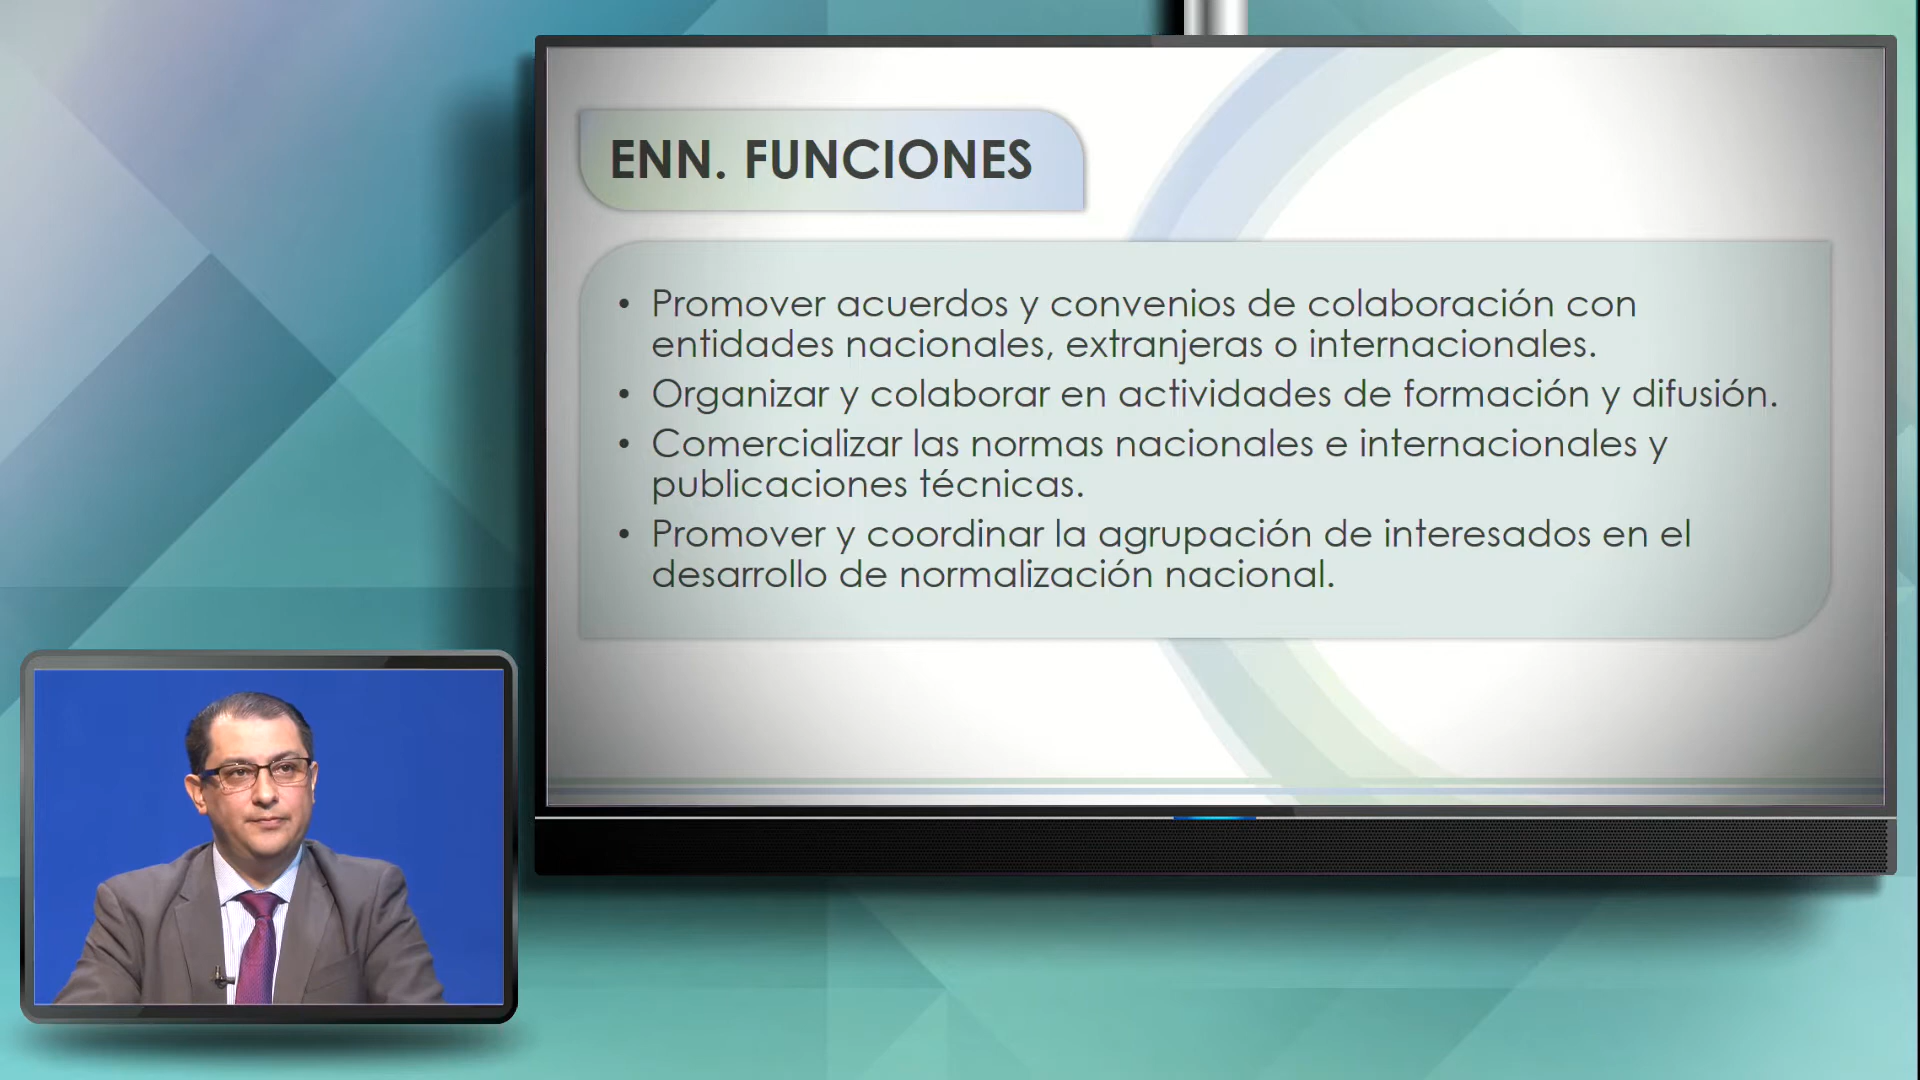 ENN. FUNCIONES
• Promover acuerdos y convenios de colaboración con
entidades nacionales, extranjeras o internacionales.
• Organizar y colaborar en actividades de formación y difusión.
• Comercializar las normas nacionales e internacionales y
publicaciones técnicas.
• Promover y coordinar la agrupación de interesados en el
desarrollo de normalización nacional.